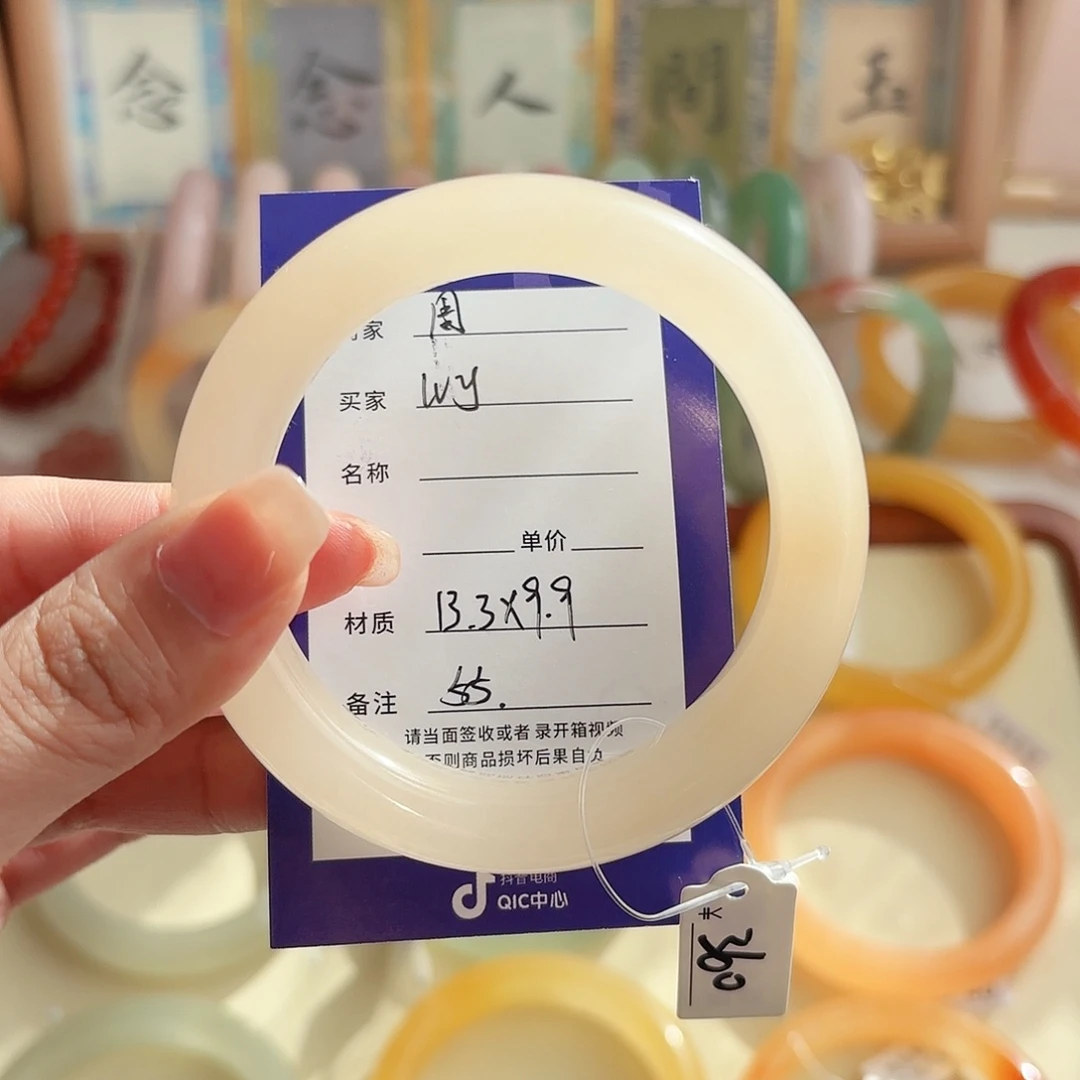 念 念 人 間 玉
家 周
买家 wy
名称
单价
材质 13.3X9.9
备注 55.
请当面签收或者 录开箱视频
否则商品损坏后果自负
抖音电商
QIC中心
360